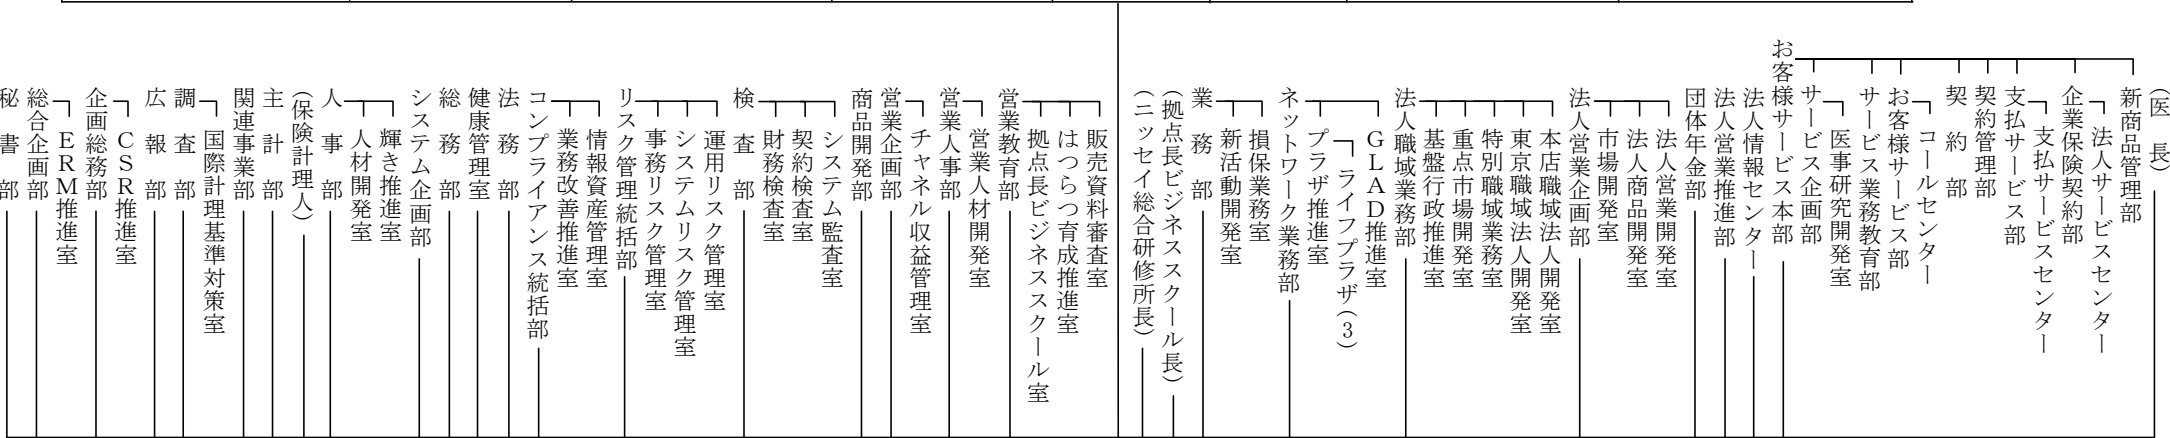 (医　長)
新商品管理部
法人サービスセンター
企業保険契約部
支払サービスセンター
支払サービス部
契約管理部
契　約　部
コールセンター
お客様サービス部
サービス業務教育部
医事研究開発室
サービス企画部
お客様サービス本部
法人情報センター
法人営業推進部
団体年金部
法人営業開発室
法人商品開発室
市場開発室
法人営業企画部
本店職域法人開発室
東京職域法人開発室
特別職域業務室
重点市場開発室
基盤行政推進室
法人職域業務部
GLAD推進室
ライフプラザ(3)
プラザ推進室
ネットワーク業務部
損保業務室
新活動開発室
業　務　部
(拠点長ビジネススクール長)
(ニッセイ総合研修所長)
販売資料審査室
はつらつ育成推進室
拠点長ビジネススクール室
営業教育部
営業人材開発室
営業人事部
チャネル収益管理室
営業企画部
商品開発部
システム監査室
契約検査室
財務検査室
検　査　部
運用リスク管理室
システムリスク管理室
事務リスク管理室
リスク管理統括部
情報資産管理室
業務改善推進室
コンプライアンス統括部
法　務　部
健康管理室
総　務　部
システム企画部
輝き推進室
人材開発室
人　事　部
(保険計理人)
主　計　部
関連事業部
国際計理基準対策室
調　査　部
広　報　部
CSR推進室
企画総務部
ERM推進室
総合企画部
秘　書　部